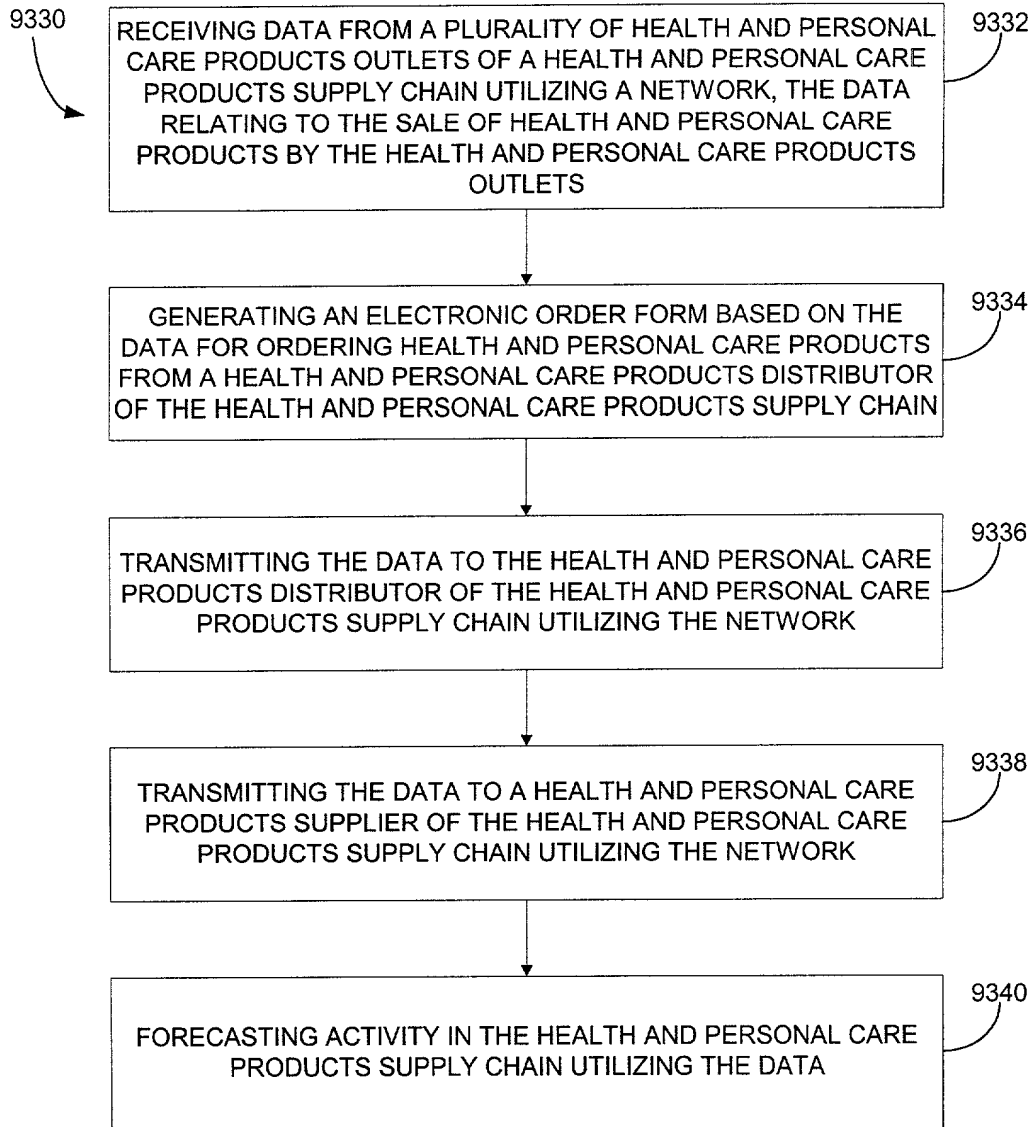 9330
9332
RECEIVING DATA FROM A PLURALITY OF HEALTH AND PERSONAL
CARE PRODUCTS OUTLETS OF A HEALTH AND PERSONAL CARE
PRODUCTS SUPPLY CHAIN UTILIZING A NETWORK, THE DATA
RELATING TO THE SALE OF HEALTH AND PERSONAL CARE
PRODUCTS BY THE HEALTH AND PERSONAL CARE PRODUCTS
OUTLETS
9334
GENERATING AN ELECTRONIC ORDER FORM BASED ON THE
DATA FOR ORDERING HEALTH AND PERSONAL CARE PRODUCTS
FROM A HEALTH AND PERSONAL CARE PRODUCTS DISTRIBUTOR
OF THE HEALTH AND PERSONAL CARE PRODUCTS SUPPLY CHAIN
9336
TRANSMITTING THE DATA TO THE HEALTH AND PERSONAL CARE
PRODUCTS DISTRIBUTOR OF THE HEALTH AND PERSONAL CARE
PRODUCTS SUPPLY CHAIN UTILIZING THE NETWORK
9338
TRANSMITTING THE DATA TO A HEALTH AND PERSONAL CARE
PRODUCTS SUPPLIER OF THE HEALTH AND PERSONAL CARE
PRODUCTS SUPPLY CHAIN UTILIZING THE NETWORK
9340
FORECASTING ACTIVITY IN THE HEALTH AND PERSONAL CARE
PRODUCTS SUPPLY CHAIN UTILIZING THE DATA